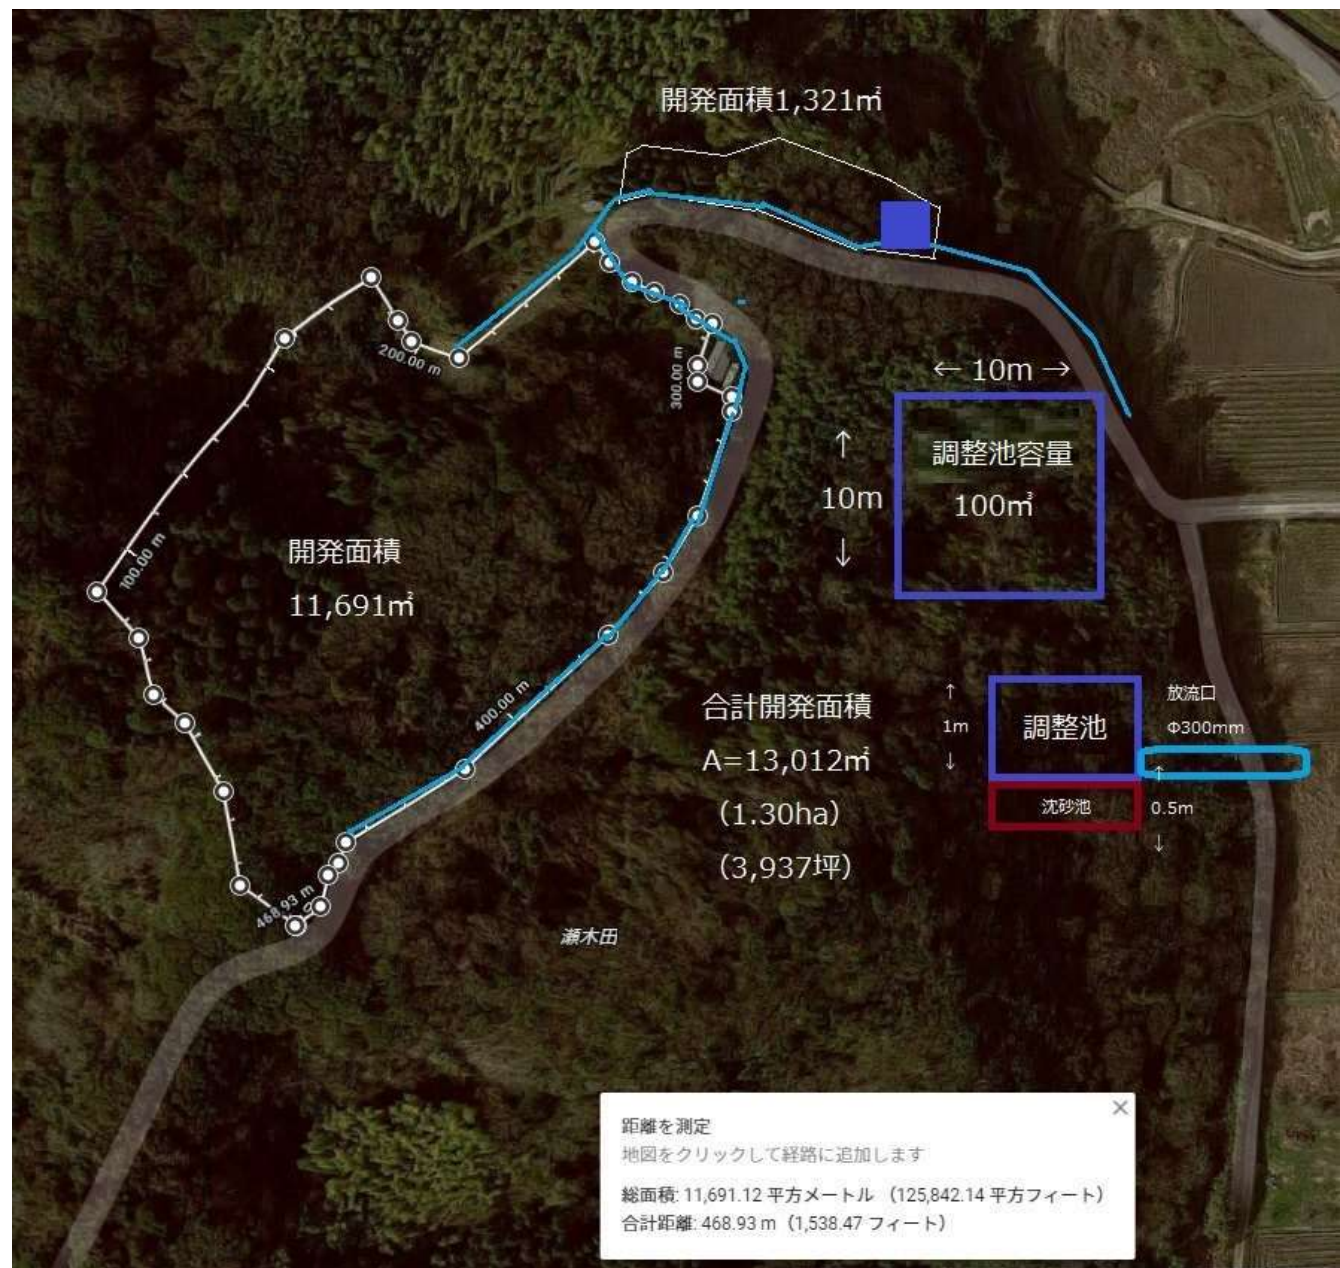 開発面積1,321㎡
200.00 m
300.00 m
← 10m →
↑
10m
↓
調整池容量
100㎥
100.00 m
開発面積
11,691㎡
400.00 m
合計開発面積
A=13,012㎡
（1.30ha）
（3,937坪）
↑
1m
↓
調整池
放流口
Φ300mm
沈砂池
↑
0.5m
↓
468.93 m
瀬木田
距離を測定
地図をクリックして経路に追加します
総面積: 11,691.12 平方メートル （125,842.14 平方フィート）
合計距離: 468.93 m（1,538.47 フィート）